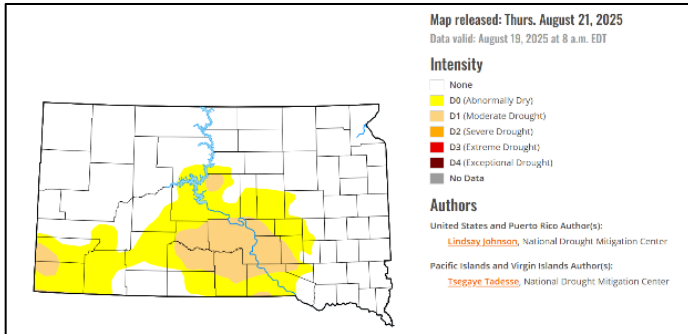 Map released: Thurs. August 21, 2025
Data valid: August 19, 2025 at 8 a.m. EDT
Intensity
None
D0 (Abnormally Dry)
D1 (Moderate Drought)
D2 (Severe Drought)
D3 (Extreme Drought)
D4 (Exceptional Drought)
No Data
Authors
United States and Puerto Rico Author(s):
Lindsay Johnson, National Drought Mitigation Center
Pacific Islands and Virgin Islands Author(s):
Tsegaye Tadesse, National Drought Mitigation Center